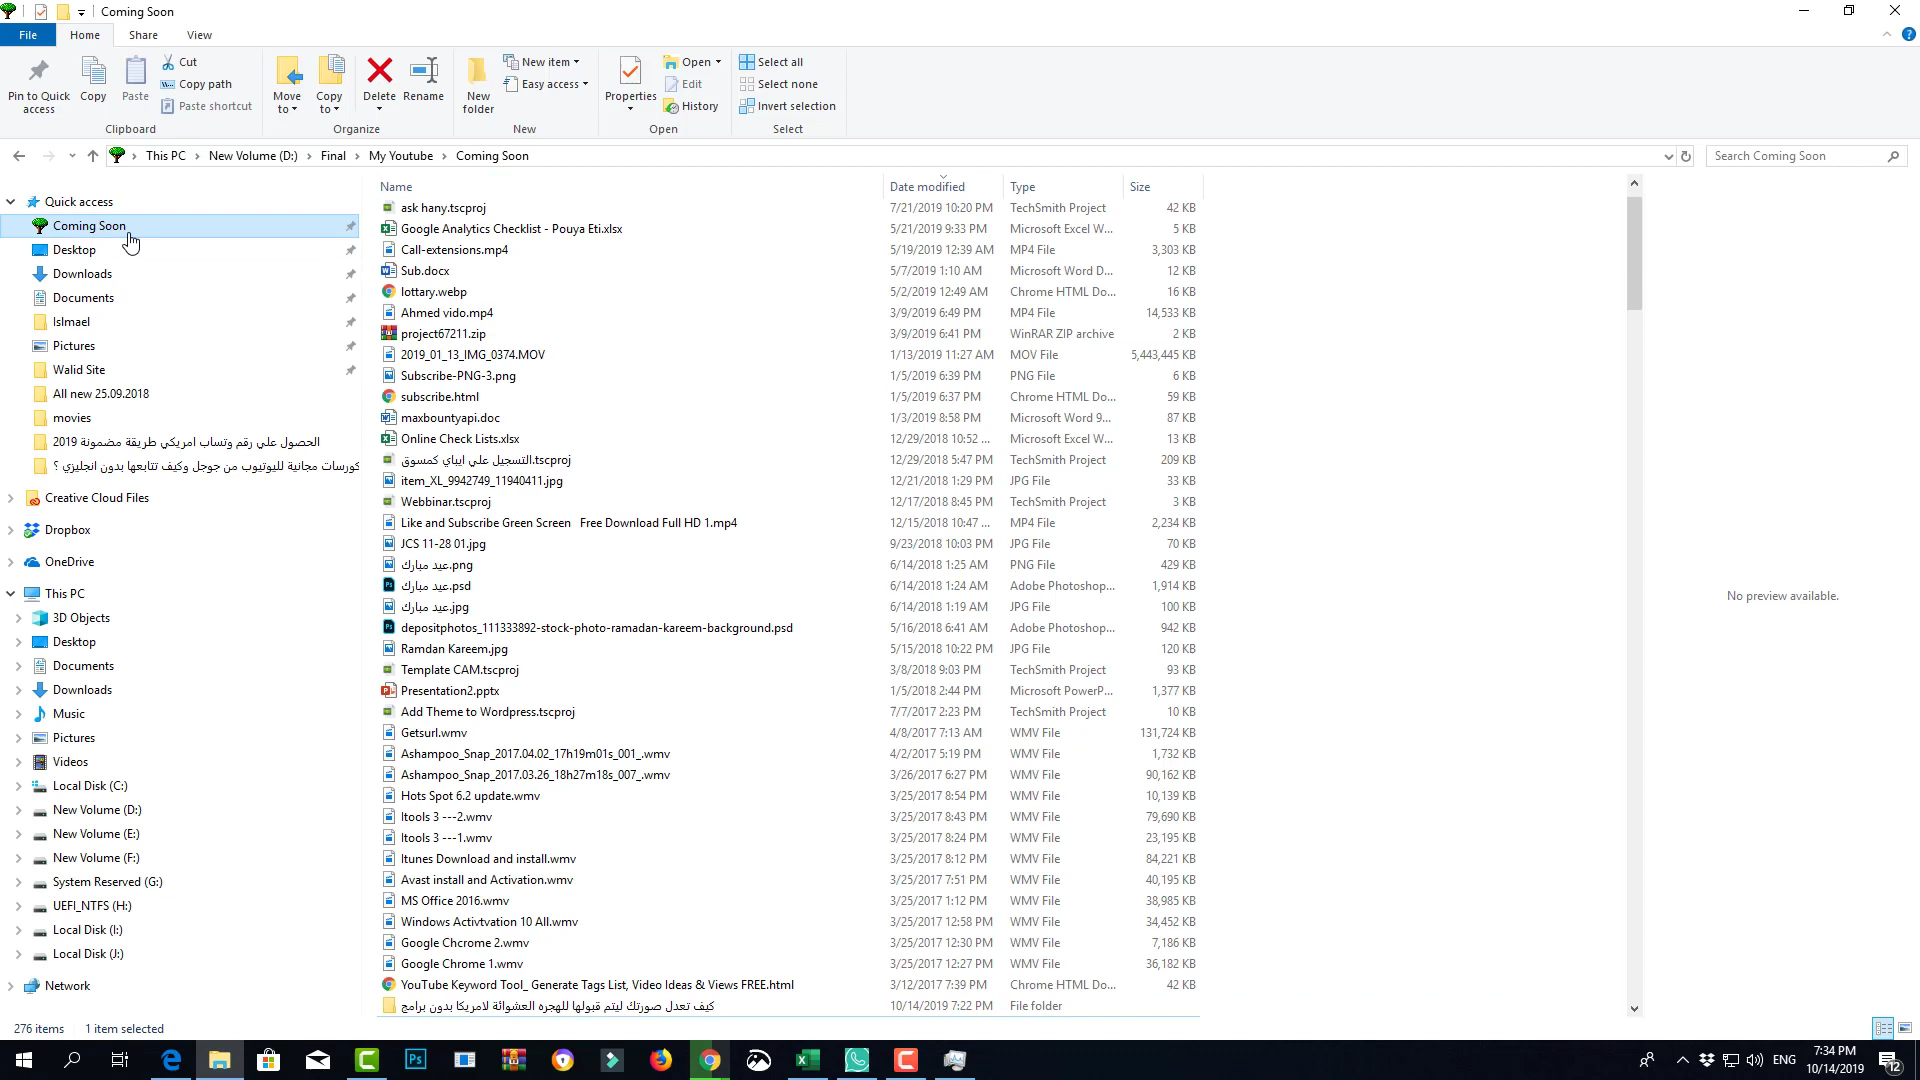 Coming Soon
File Home Share View
Pin to Quick access
Copy
Paste
Cut
Copy path
Paste shortcut
Clipboard
Move to
Copy to
Delete
Rename
Organize
New folder
New item
Easy access
New
Properties
Open
Edit
History
Open
Select all
Select none
Invert selection
Select
This PC New Volume (D:) Final My Youtube Coming Soon
Search Coming Soon
Quick access
Coming Soon
Desktop
Downloads
Documents
Islmael
Pictures
Walid Site
All new 25.09.2018
movies
الحصول علي رقم وتساب امريكي طريقة مضمونة 2019
كورسات مجانية لليوتيوب من جوجل وكيف تتابعها بدون انجليزي ؟
Creative Cloud Files
Dropbox
OneDrive
This PC
3D Objects
Desktop
Documents
Downloads
Music
Pictures
Videos
Local Disk (C:)
New Volume (D:)
New Volume (E:)
New Volume (F:)
System Reserved (G:)
UEFI_NTFS (H:)
Local Disk (I:)
Local Disk (J:)
Network
Name Date modified Type Size
ask hany.tscproj 7/21/2019 10:20 PM TechSmith Project 42 KB
Google Analytics Checklist - Pouya Eti.xlsx 5/21/2019 9:33 PM Microsoft Excel W... 5 KB
Call-extensions.mp4 5/19/2019 12:39 AM MP4 File 3,303 KB
Sub.docx 5/7/2019 1:10 AM Microsoft Word D... 12 KB
lottary.webp 5/2/2019 12:49 AM Chrome HTML Do... 16 KB
Ahmed vido.mp4 3/9/2019 6:49 PM MP4 File 14,533 KB
project67211.zip 3/9/2019 6:41 PM WinRAR ZIP archive 2 KB
2019_01_13_IMG_0374.MOV 1/13/2019 11:27 AM MOV File 5,443,445 KB
Subscribe-PNG-3.png 1/5/2019 6:39 PM PNG File 6 KB
subscribe.html 1/5/2019 6:37 PM Chrome HTML Do... 59 KB
maxbountyapi.doc 1/3/2019 8:58 PM Microsoft Word 9... 87 KB
Online Check Lists.xlsx 12/29/2018 10:52 ... Microsoft Excel W... 13 KB
التسجيل علي ايباي كمسوق.tscproj 12/29/2018 5:47 PM TechSmith Project 209 KB
item_XL_9942749_11940411.jpg 12/21/2018 1:29 PM JPG File 33 KB
Webbinar.tscproj 12/17/2018 8:45 PM TechSmith Project 3 KB
Like and Subscribe Green Screen Free Download Full HD 1.mp4 12/15/2018 10:47 ... MP4 File 2,234 KB
JCS 11-28 01.jpg 9/23/2018 10:03 PM JPG File 70 KB
عيد مبارك.png 6/14/2018 1:25 AM PNG File 429 KB
عيد مبارك.psd 6/14/2018 1:24 AM Adobe Photoshop... 1,914 KB
عيد مبارك.jpg 6/14/2018 1:19 AM JPG File 100 KB
depositphotos_111333892-stock-photo-ramadan-kareem-background.psd 5/16/2018 6:41 AM Adobe Photoshop... 942 KB
Ramdan Kareem.jpg 5/15/2018 10:22 PM JPG File 120 KB
Template CAM.tscproj 3/8/2018 9:03 PM TechSmith Project 93 KB
Presentation2.pptx 1/5/2018 2:44 PM Microsoft PowerP... 1,377 KB
Add Theme to Wordpress.tscproj 7/7/2017 2:23 PM TechSmith Project 10 KB
Getsurl.wmv 4/8/2017 7:13 AM WMV File 131,724 KB
Ashampoo_Snap_2017.04.02_17h19m01s_001_.wmv 4/2/2017 5:19 PM WMV File 1,732 KB
Ashampoo_Snap_2017.03.26_18h27m18s_007_.wmv 3/26/2017 6:27 PM WMV File 90,162 KB
Hots Spot 6.2 update.wmv 3/25/2017 8:54 PM WMV File 10,139 KB
Itools 3 ---2.wmv 3/25/2017 8:43 PM WMV File 79,690 KB
Itools 3 ---1.wmv 3/25/2017 8:24 PM WMV File 23,195 KB
Itunes Download and install.wmv 3/25/2017 8:12 PM WMV File 84,221 KB
Avast install and Activation.wmv 3/25/2017 7:51 PM WMV File 40,195 KB
MS Office 2016.wmv 3/25/2017 1:12 PM WMV File 38,985 KB
Windows Activtvation 10 All.wmv 3/25/2017 12:58 PM WMV File 34,452 KB
Google Chcrome 2.wmv 3/25/2017 12:30 PM WMV File 7,186 KB
Google Chrome 1.wmv 3/25/2017 12:27 PM WMV File 36,182 KB
YouTube Keyword Tool_ Generate Tags List, Video Ideas & Views FREE.html 3/12/2017 7:39 PM Chrome HTML Do... 42 KB
كيف تعدل صورتك ليتم قبولها للهجره العشوائة لامريكا بدون برامج 10/14/2019 7:22 PM File folder
No preview available.
276 items 1 item selected
ENG
7:34 PM
10/14/2019
12